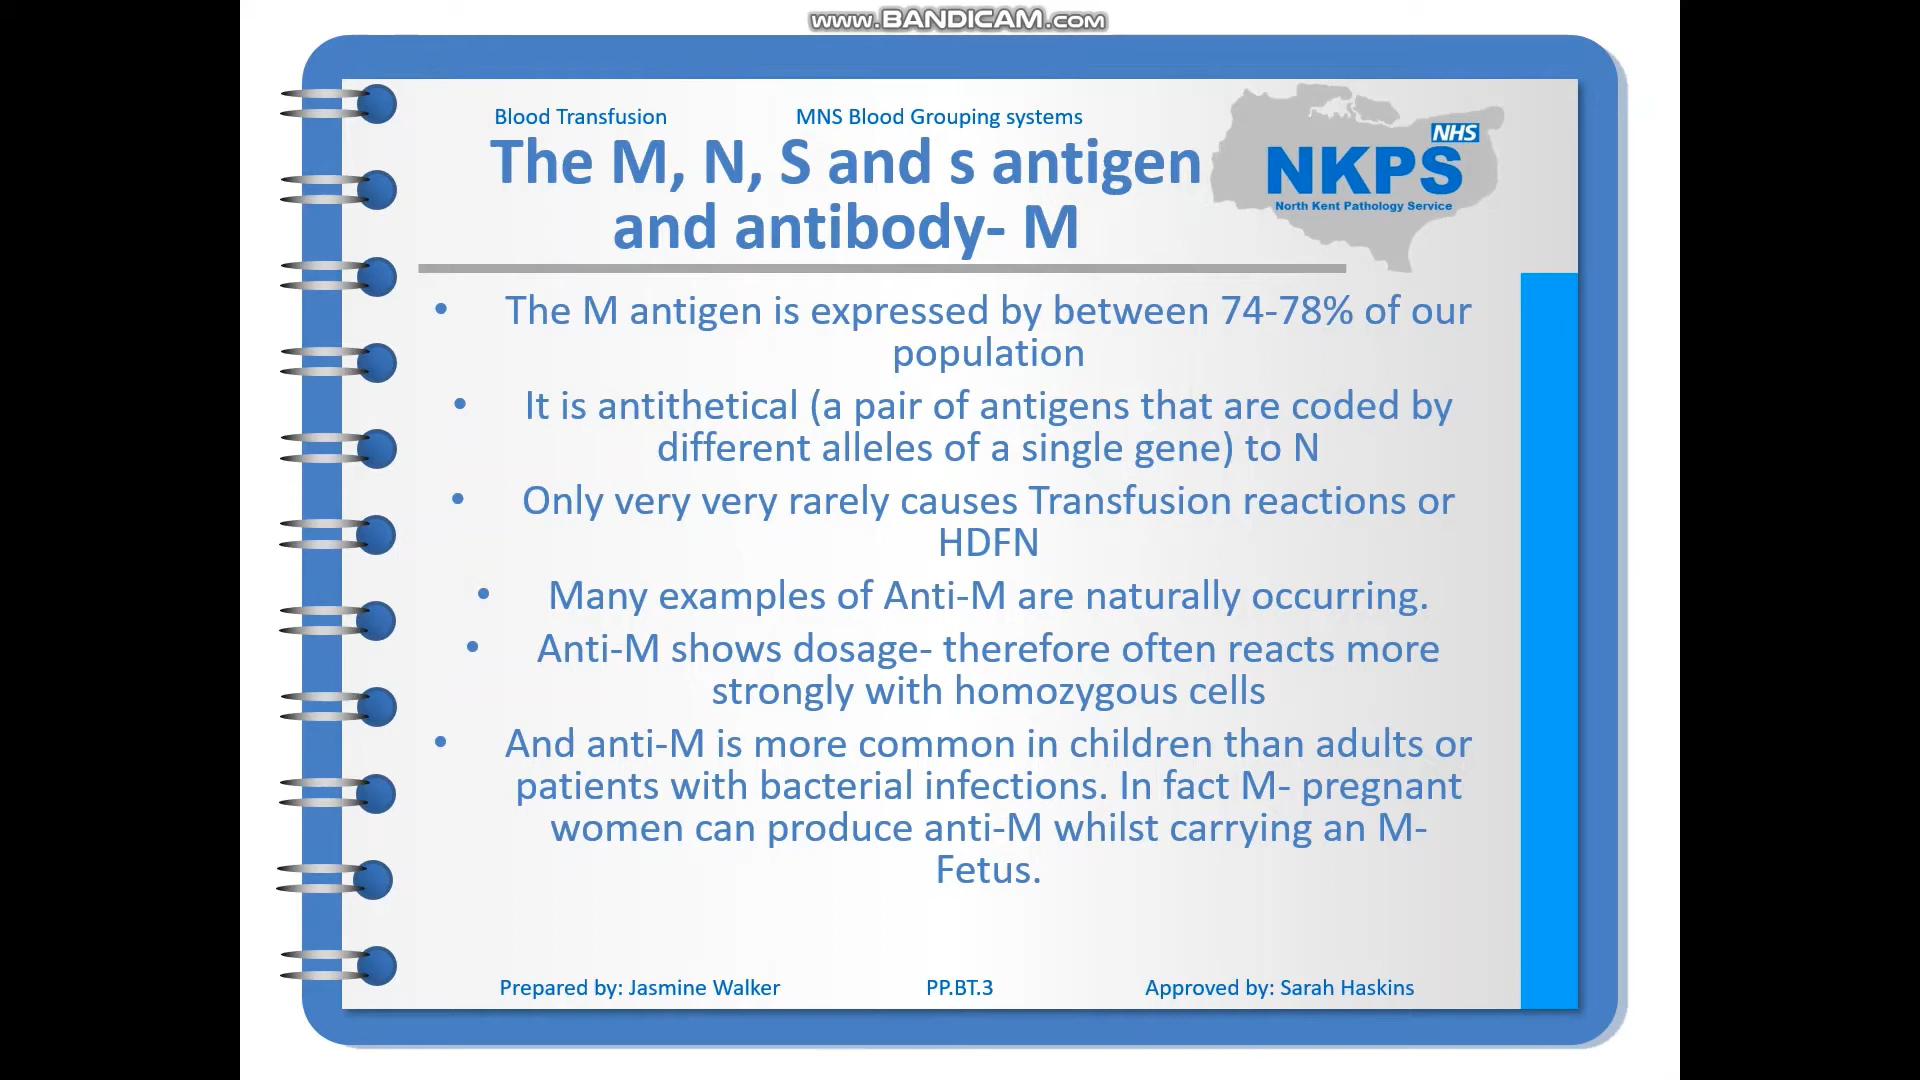 www.BANDICAM.com
Blood Transfusion MNS Blood Grouping systems
The M, N, S and s antigen
and antibody- M
NHS
NKPS
North Kent Pathology Service
• The M antigen is expressed by between 74-78% of our
population
• It is antithetical (a pair of antigens that are coded by
different alleles of a single gene) to N
• Only very very rarely causes Transfusion reactions or
HDFN
• Many examples of Anti-M are naturally occurring.
• Anti-M shows dosage- therefore often reacts more
strongly with homozygous cells
• And anti-M is more common in children than adults or
patients with bacterial infections. In fact M- pregnant
women can produce anti-M whilst carrying an M-
Fetus.
Prepared by: Jasmine Walker PP.BT.3 Approved by: Sarah Haskins